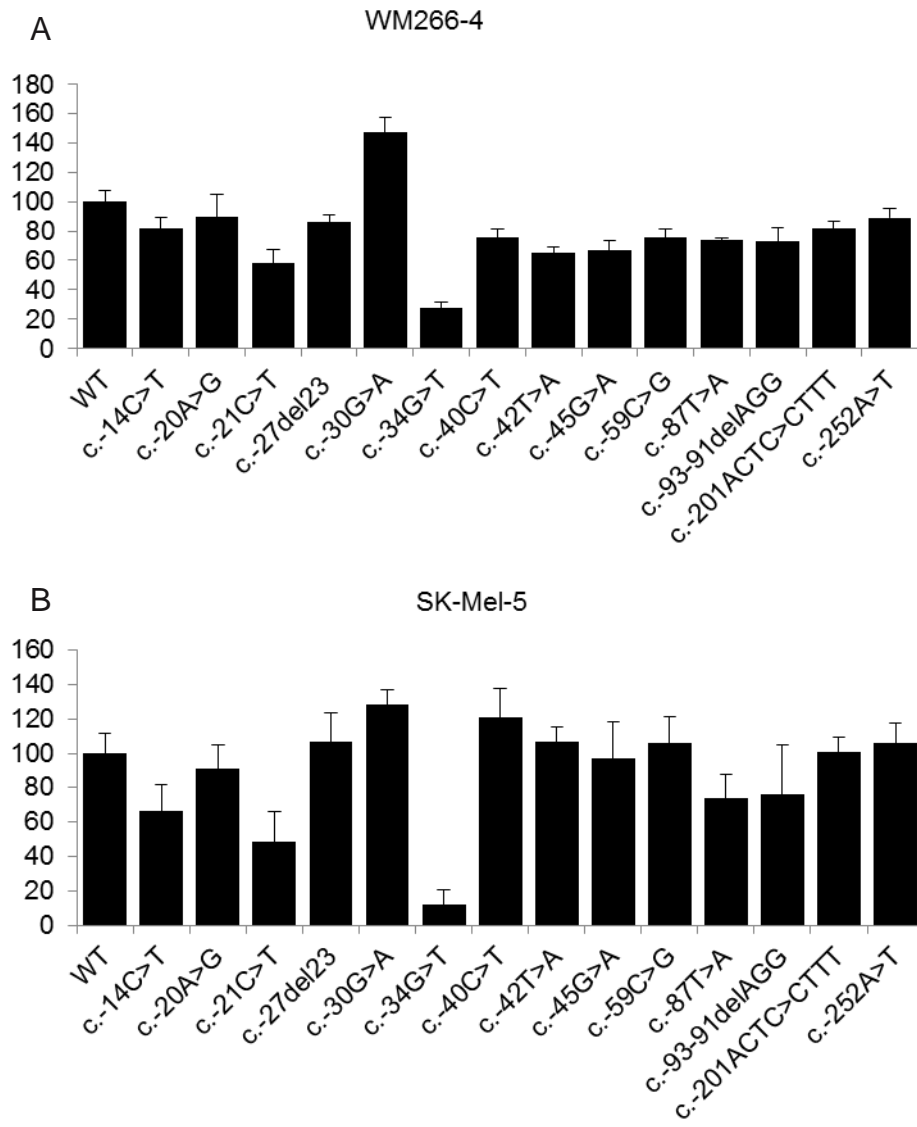 A
WM266-4
180
160
140
120
100
80
60
40
20
0
WT
c.-14C>T
c.-20A>G
c.-21C>T
c.-27del23
c.-30G>A
c.-34G>T
c.-40C>T
c.-42T>A
c.-45G>A
c.-59C>G
c.-87T>A
c.-93-91delAGG
c.-201ACTC>CTTT
c.-252A>T
B
SK-Mel-5
160
140
120
100
80
60
40
20
0
WT
c.-14C>T
c.-20A>G
c.-21C>T
c.-27del23
c.-30G>A
c.-34G>T
c.-40C>T
c.-42T>A
c.-45G>A
c.-59C>G
c.-87T>A
c.-93-91delAGG
c.-201ACTC>CTTT
c.-252A>T